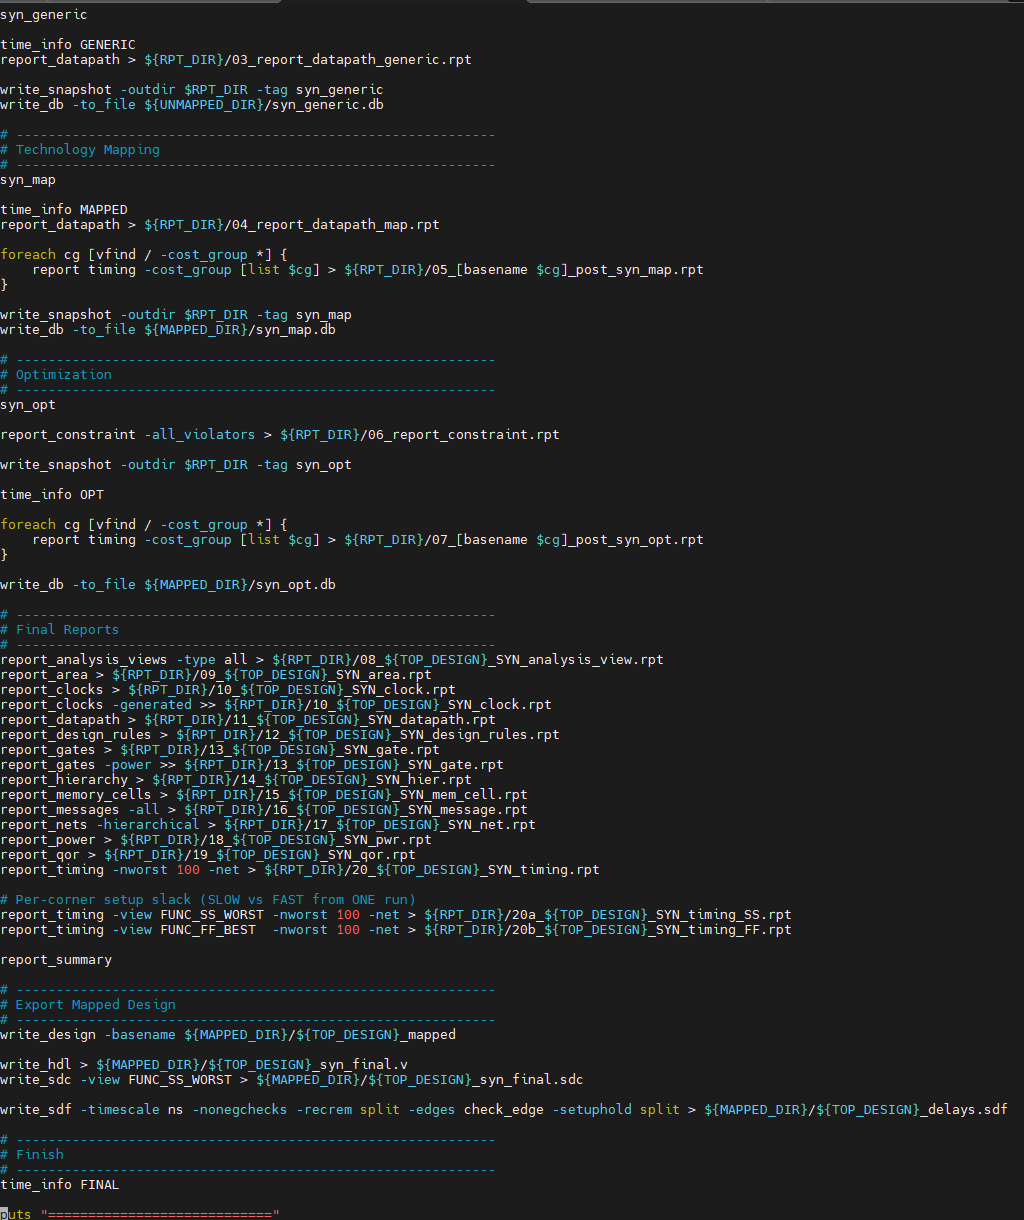 syn_generic
time_info GENERIC
report_datapath > ${RPT_DIR}/03_report_datapath_generic.rpt
write_snapshot -outdir $RPT_DIR -tag syn_generic
write_db -to_file ${UNMAPPED_DIR}/syn_generic.db
# ------------------------------------------------------------
# Technology Mapping
# ------------------------------------------------------------
syn_map
time_info MAPPED
report_datapath > ${RPT_DIR}/04_report_datapath_map.rpt
foreach cg [vfind / -cost_group *] {
    report timing -cost_group [list $cg] > ${RPT_DIR}/05_[basename $cg]_post_syn_map.rpt
}
write_snapshot -outdir $RPT_DIR -tag syn_map
write_db -to_file ${MAPPED_DIR}/syn_map.db
# ------------------------------------------------------------
# Optimization
# ------------------------------------------------------------
syn_opt
report_constraint -all_violators > ${RPT_DIR}/06_report_constraint.rpt
write_snapshot -outdir $RPT_DIR -tag syn_opt
time_info OPT
foreach cg [vfind / -cost_group *] {
    report timing -cost_group [list $cg] > ${RPT_DIR}/07_[basename $cg]_post_syn_opt.rpt
}
write_db -to_file ${MAPPED_DIR}/syn_opt.db
# ------------------------------------------------------------
# Final Reports
# ------------------------------------------------------------
report_analysis_views -type all > ${RPT_DIR}/08_${TOP_DESIGN}_SYN_analysis_view.rpt
report_area > ${RPT_DIR}/09_${TOP_DESIGN}_SYN_area.rpt
report_clocks > ${RPT_DIR}/10_${TOP_DESIGN}_SYN_clock.rpt
report_clocks -generated >> ${RPT_DIR}/10_${TOP_DESIGN}_SYN_clock.rpt
report_datapath > ${RPT_DIR}/11_${TOP_DESIGN}_SYN_datapath.rpt
report_design_rules > ${RPT_DIR}/12_${TOP_DESIGN}_SYN_design_rules.rpt
report_gates > ${RPT_DIR}/13_${TOP_DESIGN}_SYN_gate.rpt
report_gates -power >> ${RPT_DIR}/13_${TOP_DESIGN}_SYN_gate.rpt
report_hierarchy > ${RPT_DIR}/14_${TOP_DESIGN}_SYN_hier.rpt
report_memory_cells > ${RPT_DIR}/15_${TOP_DESIGN}_SYN_mem_cell.rpt
report_messages -all > ${RPT_DIR}/16_${TOP_DESIGN}_SYN_message.rpt
report_nets -hierarchical > ${RPT_DIR}/17_${TOP_DESIGN}_SYN_net.rpt
report_power > ${RPT_DIR}/18_${TOP_DESIGN}_SYN_pwr.rpt
report_qor > ${RPT_DIR}/19_${TOP_DESIGN}_SYN_qor.rpt
report_timing -nworst 100 -net > ${RPT_DIR}/20_${TOP_DESIGN}_SYN_timing.rpt
# Per-corner setup slack (SLOW vs FAST from ONE run)
report_timing -view FUNC_SS_WORST -nworst 100 -net > ${RPT_DIR}/20a_${TOP_DESIGN}_SYN_timing_SS.rpt
report_timing -view FUNC_FF_BEST  -nworst 100 -net > ${RPT_DIR}/20b_${TOP_DESIGN}_SYN_timing_FF.rpt
report_summary
# ------------------------------------------------------------
# Export Mapped Design
# ------------------------------------------------------------
write_design -basename ${MAPPED_DIR}/${TOP_DESIGN}_mapped
write_hdl > ${MAPPED_DIR}/${TOP_DESIGN}_syn_final.v
write_sdc -view FUNC_SS_WORST > ${MAPPED_DIR}/${TOP_DESIGN}_syn_final.sdc
write_sdf -timescale ns -nonegchecks -recrem split -edges check_edge -setuphold split > ${MAPPED_DIR}/${TOP_DESIGN}_delays.sdf
# ------------------------------------------------------------
# Finish
# ------------------------------------------------------------
time_info FINAL
puts "============================"